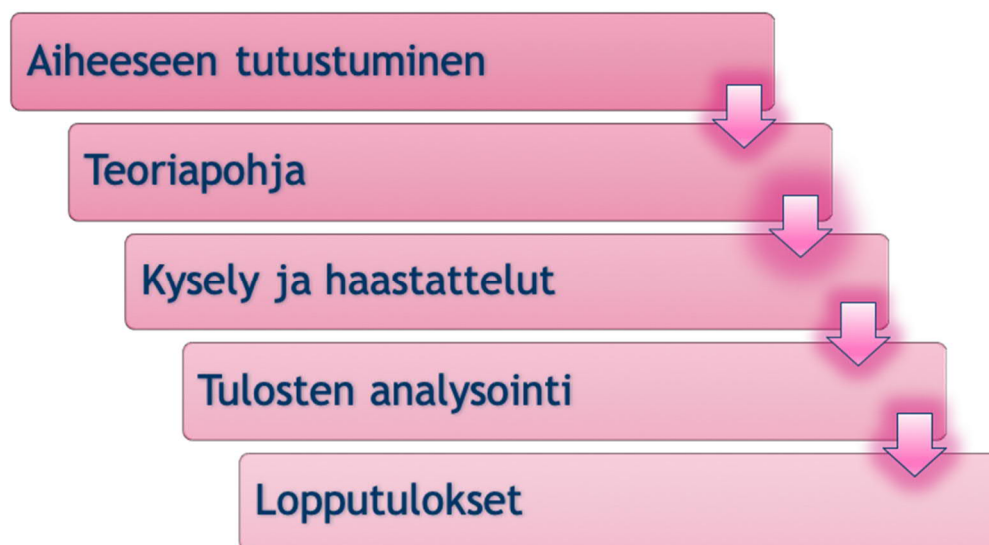 Aiheeseen tutustuminen
Teoriapohja
Kysely ja haastattelut
Tulosten analysointi
Lopputulokset